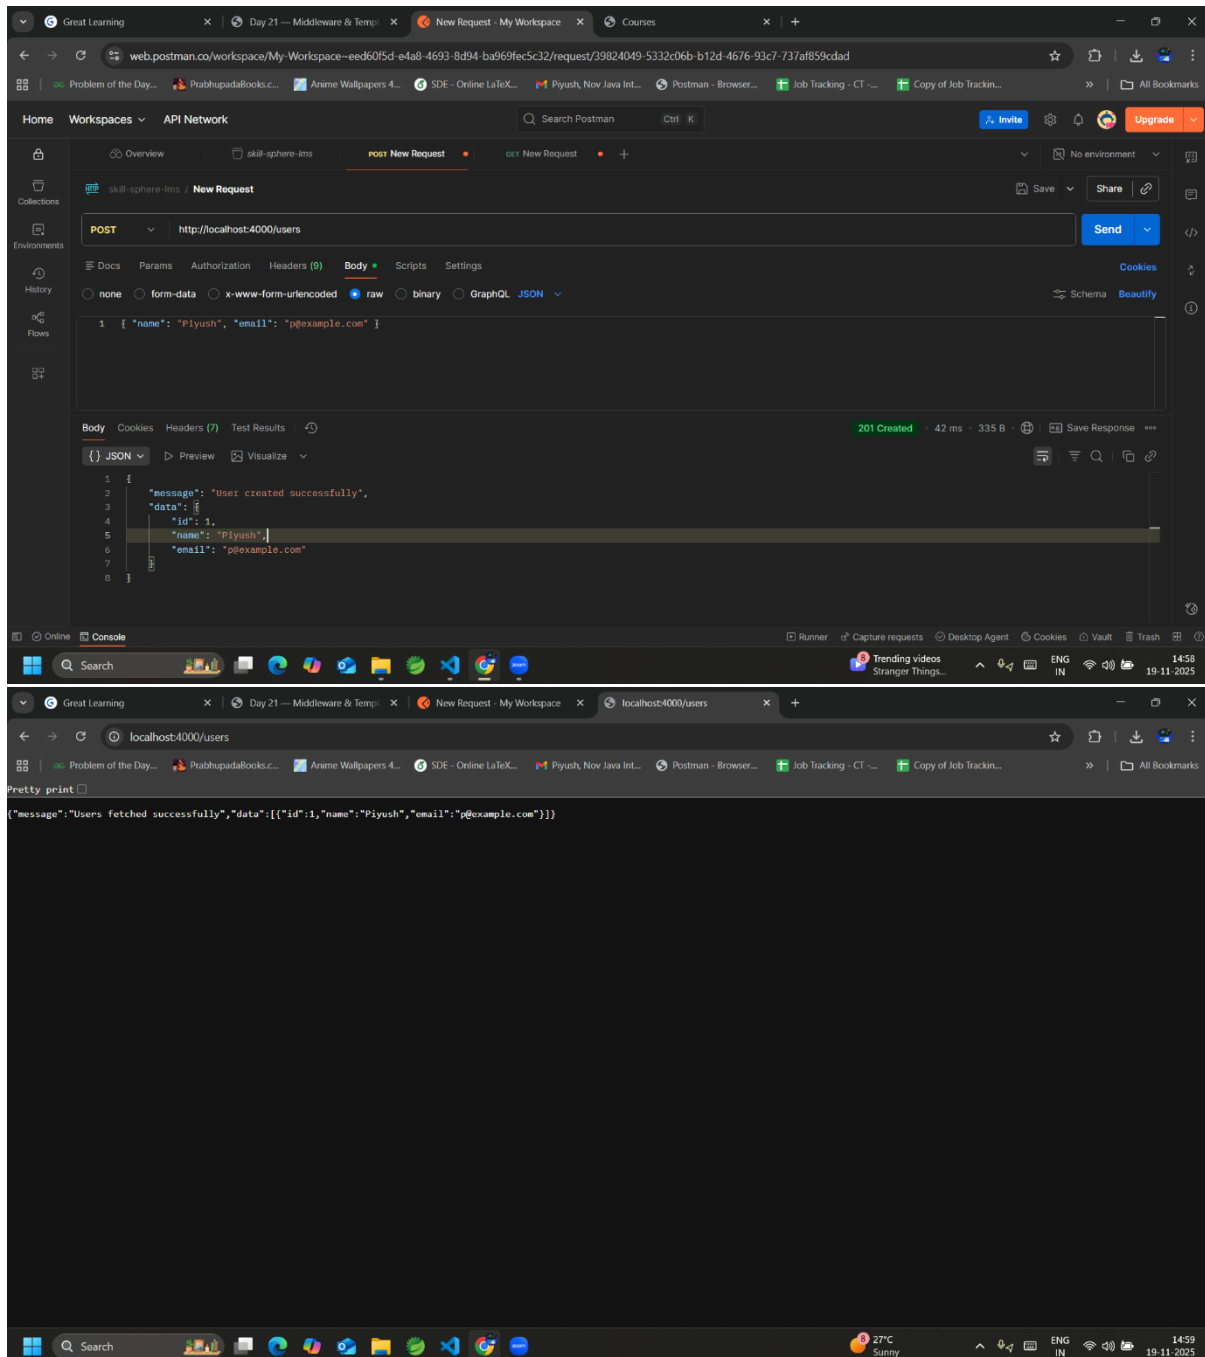 Great Learning
Day 21 — Middleware & Templ
New Request - My Workspace
Courses
web.postman.co/workspace/My-Workspace~eed60f5d-e4a8-4693-8d94-ba969fec5c32/request/39824049-5332c06b-b12d-4676-93c7-737af859cdad
Problem of the Day...
PrabhupadaBooks.c...
Anime Wallpapers 4...
SDE - Online LaTeX...
Piyush, Nov Java Int...
Postman - Browser...
Job Tracking - CT -...
Copy of Job Trackin...
»
All Bookmarks
Home Workspaces API Network
Search Postman Ctrl K
Invite
Upgrade
Overview
skill-sphere-lms
POST New Request
GET New Request
No environment
skill-sphere-lms / New Request
Save
Share
Collections
Environments
History
Flows
POST http://localhost:4000/users
Send
Docs Params Authorization Headers (9) Body Scripts Settings
Cookies
none form-data x-www-form-urlencoded raw binary GraphQL JSON
Schema Beautify
1 { "name": "Piyush", "email": "p@example.com" }
Body Cookies Headers (7) Test Results
201 Created 42 ms 335 B Save Response
{} JSON Preview Visualize
1 {
2 "message": "User created successfully",
3 "data": {
4 "id": 1,
5 "name": "Piyush",
6 "email": "p@example.com"
7 }
8 }
Online Console
Runner Capture requests Desktop Agent Cookies Vault Trash
Search
zoom
8
Trending videos
Stranger Things...
ENG
IN
14:58
19-11-2025
Great Learning
Day 21 — Middleware & Templ
New Request - My Workspace
localhost:4000/users
localhost:4000/users
Problem of the Day...
PrabhupadaBooks.c...
Anime Wallpapers 4...
SDE - Online LaTeX...
Piyush, Nov Java Int...
Postman - Browser...
Job Tracking - CT -...
Copy of Job Trackin...
»
All Bookmarks
Pretty print
{"message":"Users fetched successfully","data":[{"id":1,"name":"Piyush","email":"p@example.com"}]}
Search
zoom
8
27°C
Sunny
ENG
IN
14:59
19-11-2025